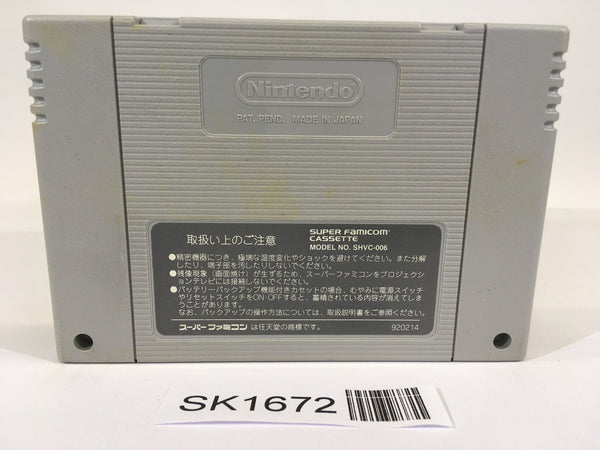 Nintendo
PAT. PEND. MADE IN JAPAN
取扱い上のご注意
SUPER FAMICOM
CASSETTE
MODEL NO. SHVC-006
●精密機器につき、極端な温度変化やショックを避けてください。また分解
したり、端子部を汚したりしないでください。
●残像現象（画面焼け）が生ずるため、スーパーファミコンをプロジェクシ
ョンテレビには接続しないでください。
●バッテリーバックアップ機能付きカセットの場合、むやみに電源スイッチ
やリセットスイッチをON・OFFすると、蓄積されている内容が消えてしま
うことがあります。
なお、バックアップの操作方法については、取扱説明書をご参照ください。
スーパーファミコン は任天堂の商標です。
920214
SK1672